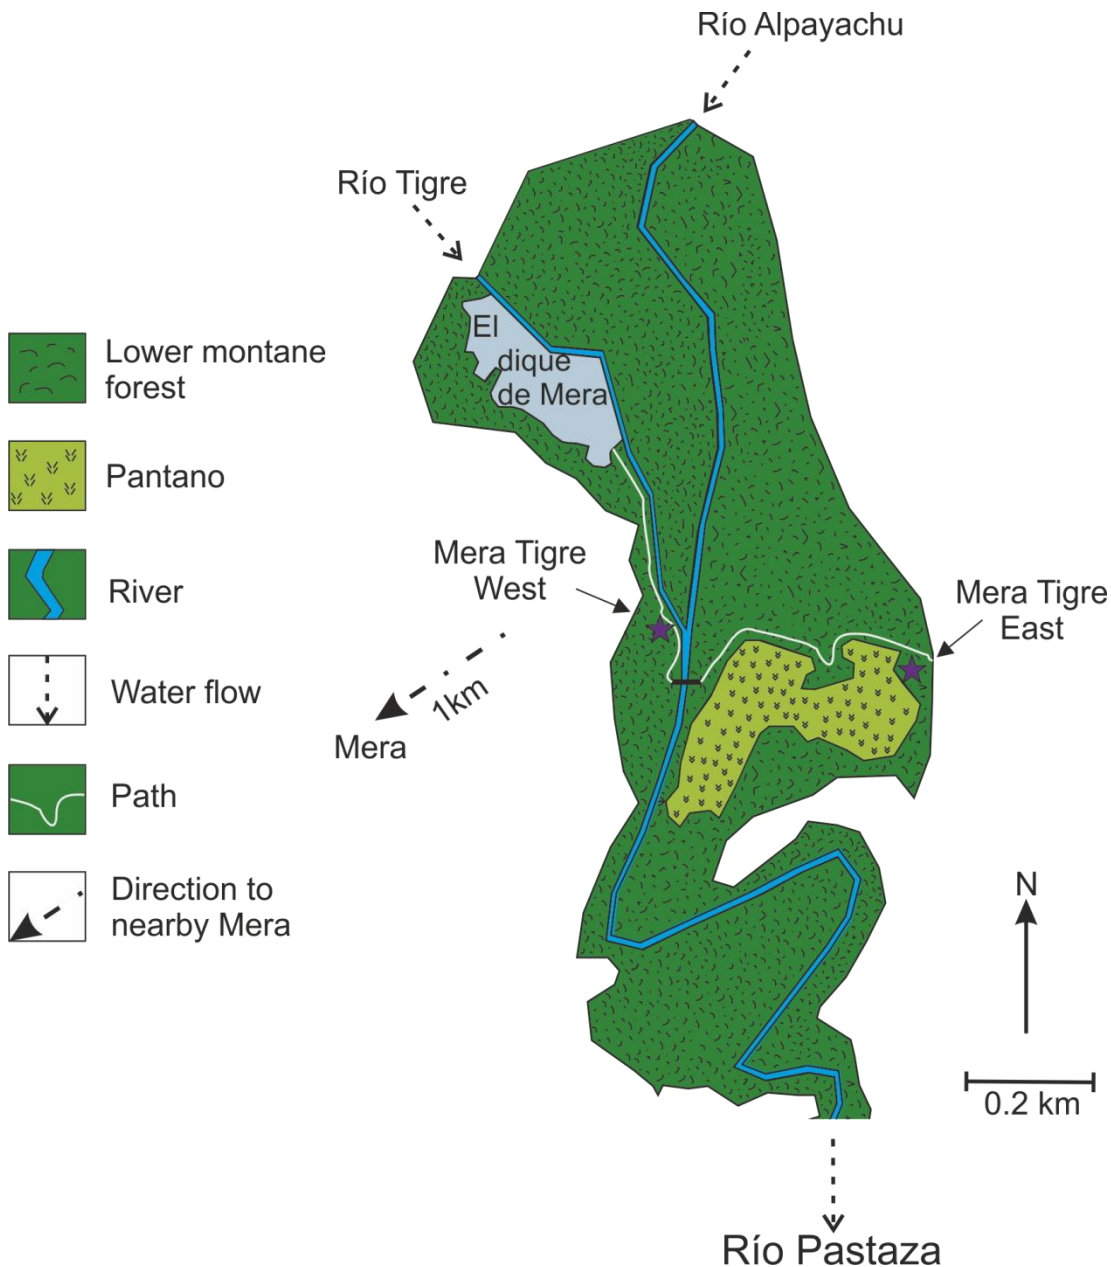 Río Alpayachu
Río Tigre
El
dique
de Mera
Lower montane
forest
Pantano
River
Water flow
Path
Direction to
nearby Mera
Mera Tigre
West
Mera Tigre
East
1km
Mera
N
0.2 km
Río Pastaza